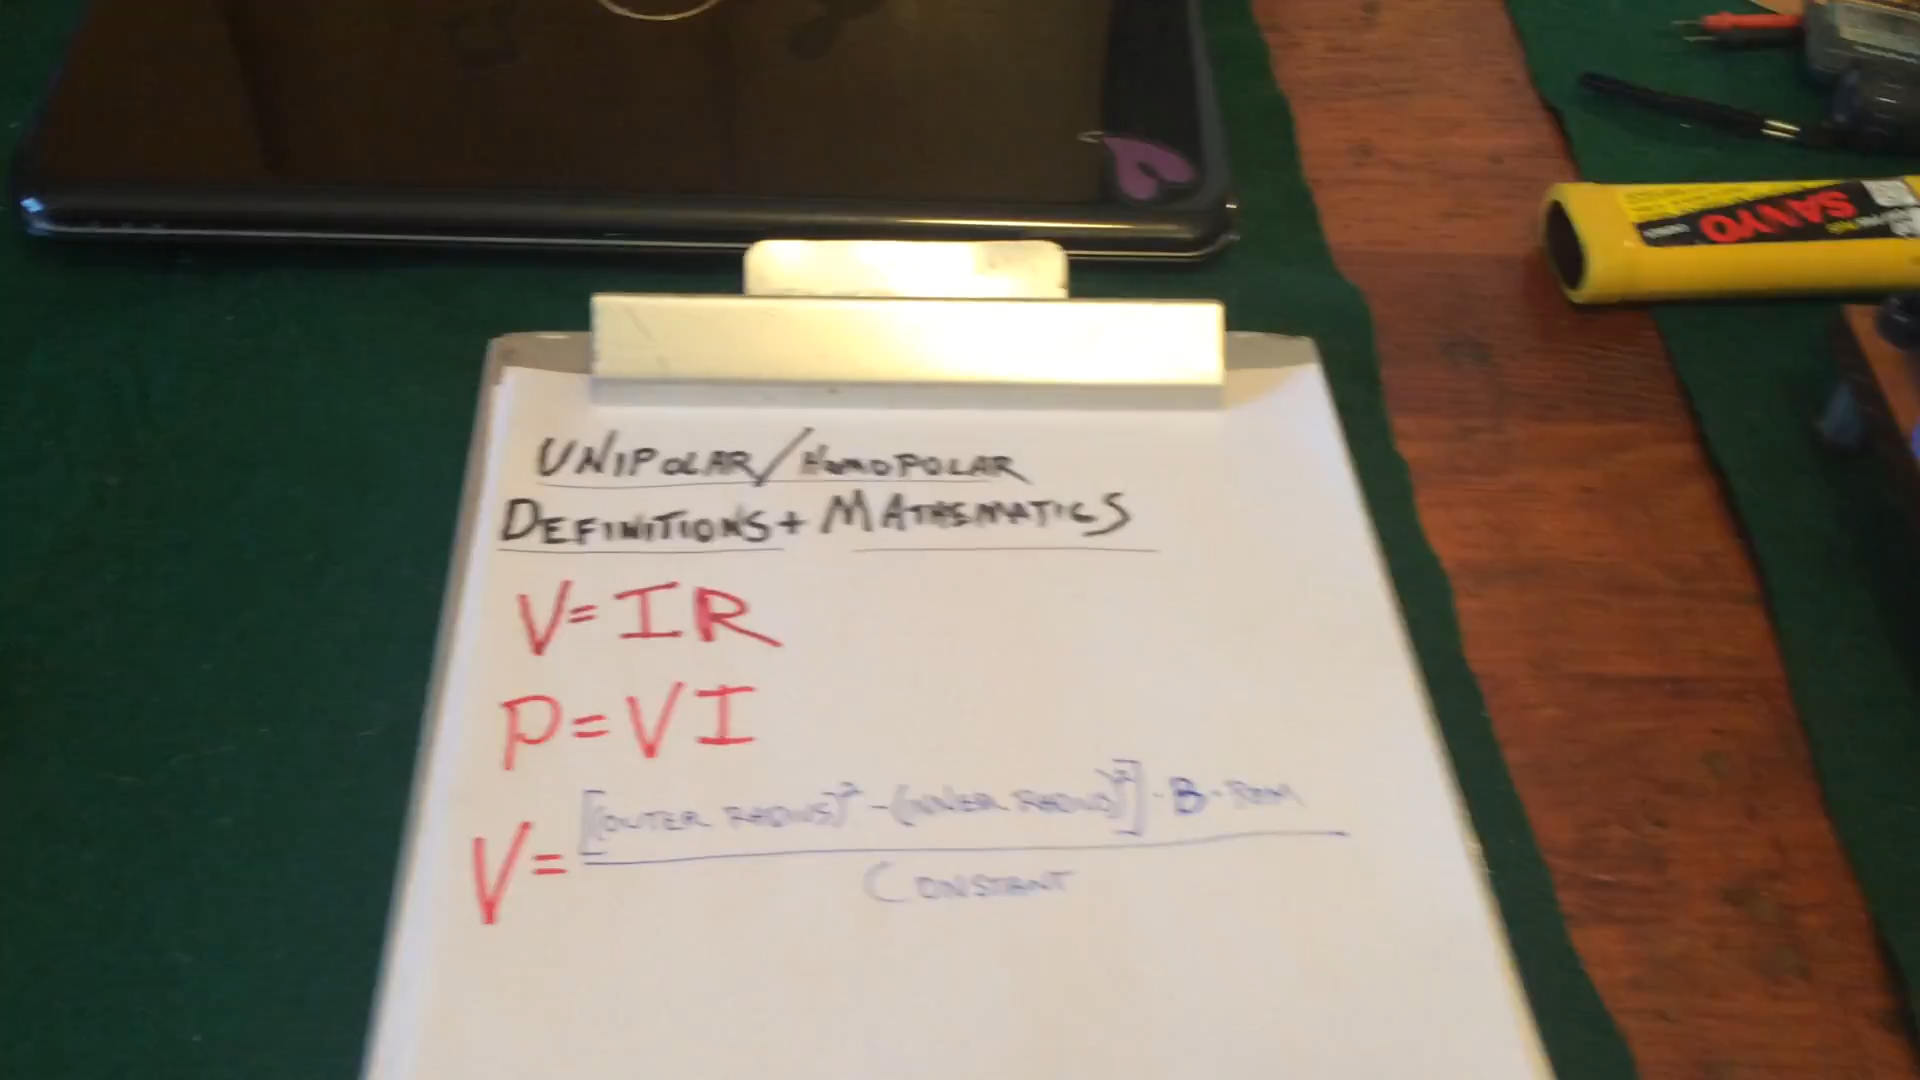 UNIPOLAR/HOMOPOLAR
DEFINITIONS + MATHEMATICS
V=IR
P=VI
V= [(OUTER RADIUS)² - (INNER RADIUS)²] · B · RPM
CONSTANT
SANYO